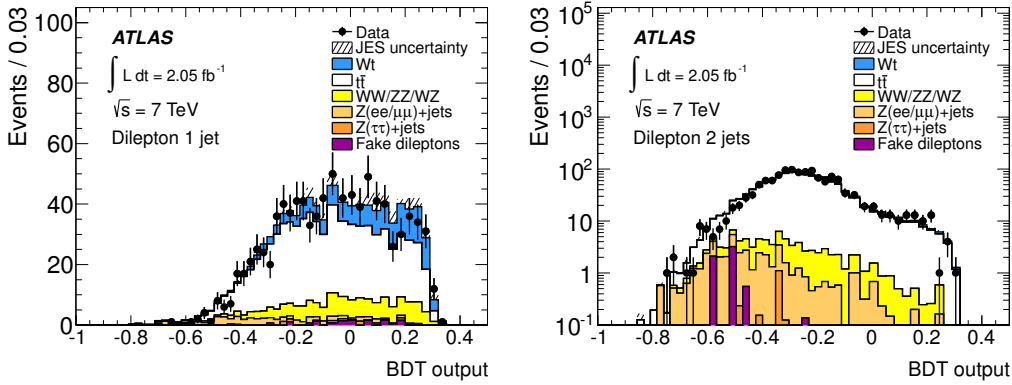 Events / 0.03
100
80
60
40
20
0
ATLAS
∫ L dt = 2.05 fb⁻¹
√s = 7 TeV
Dilepton 1 jet
Data
JES uncertainty
Wt
tt̄
WW/ZZ/WZ
Z(ee/μμ)+jets
Z(ττ)+jets
Fake dileptons
-1 -0.8 -0.6 -0.4 -0.2 0 0.2 0.4
BDT output
Events / 0.03
10⁵
10⁴
10³
10²
10
1
10⁻¹
ATLAS
∫ L dt = 2.05 fb⁻¹
√s = 7 TeV
Dilepton 2 jets
Data
JES uncertainty
Wt
tt̄
WW/ZZ/WZ
Z(ee/μμ)+jets
Z(ττ)+jets
Fake dileptons
-1 -0.8 -0.6 -0.4 -0.2 0 0.2 0.4
BDT output